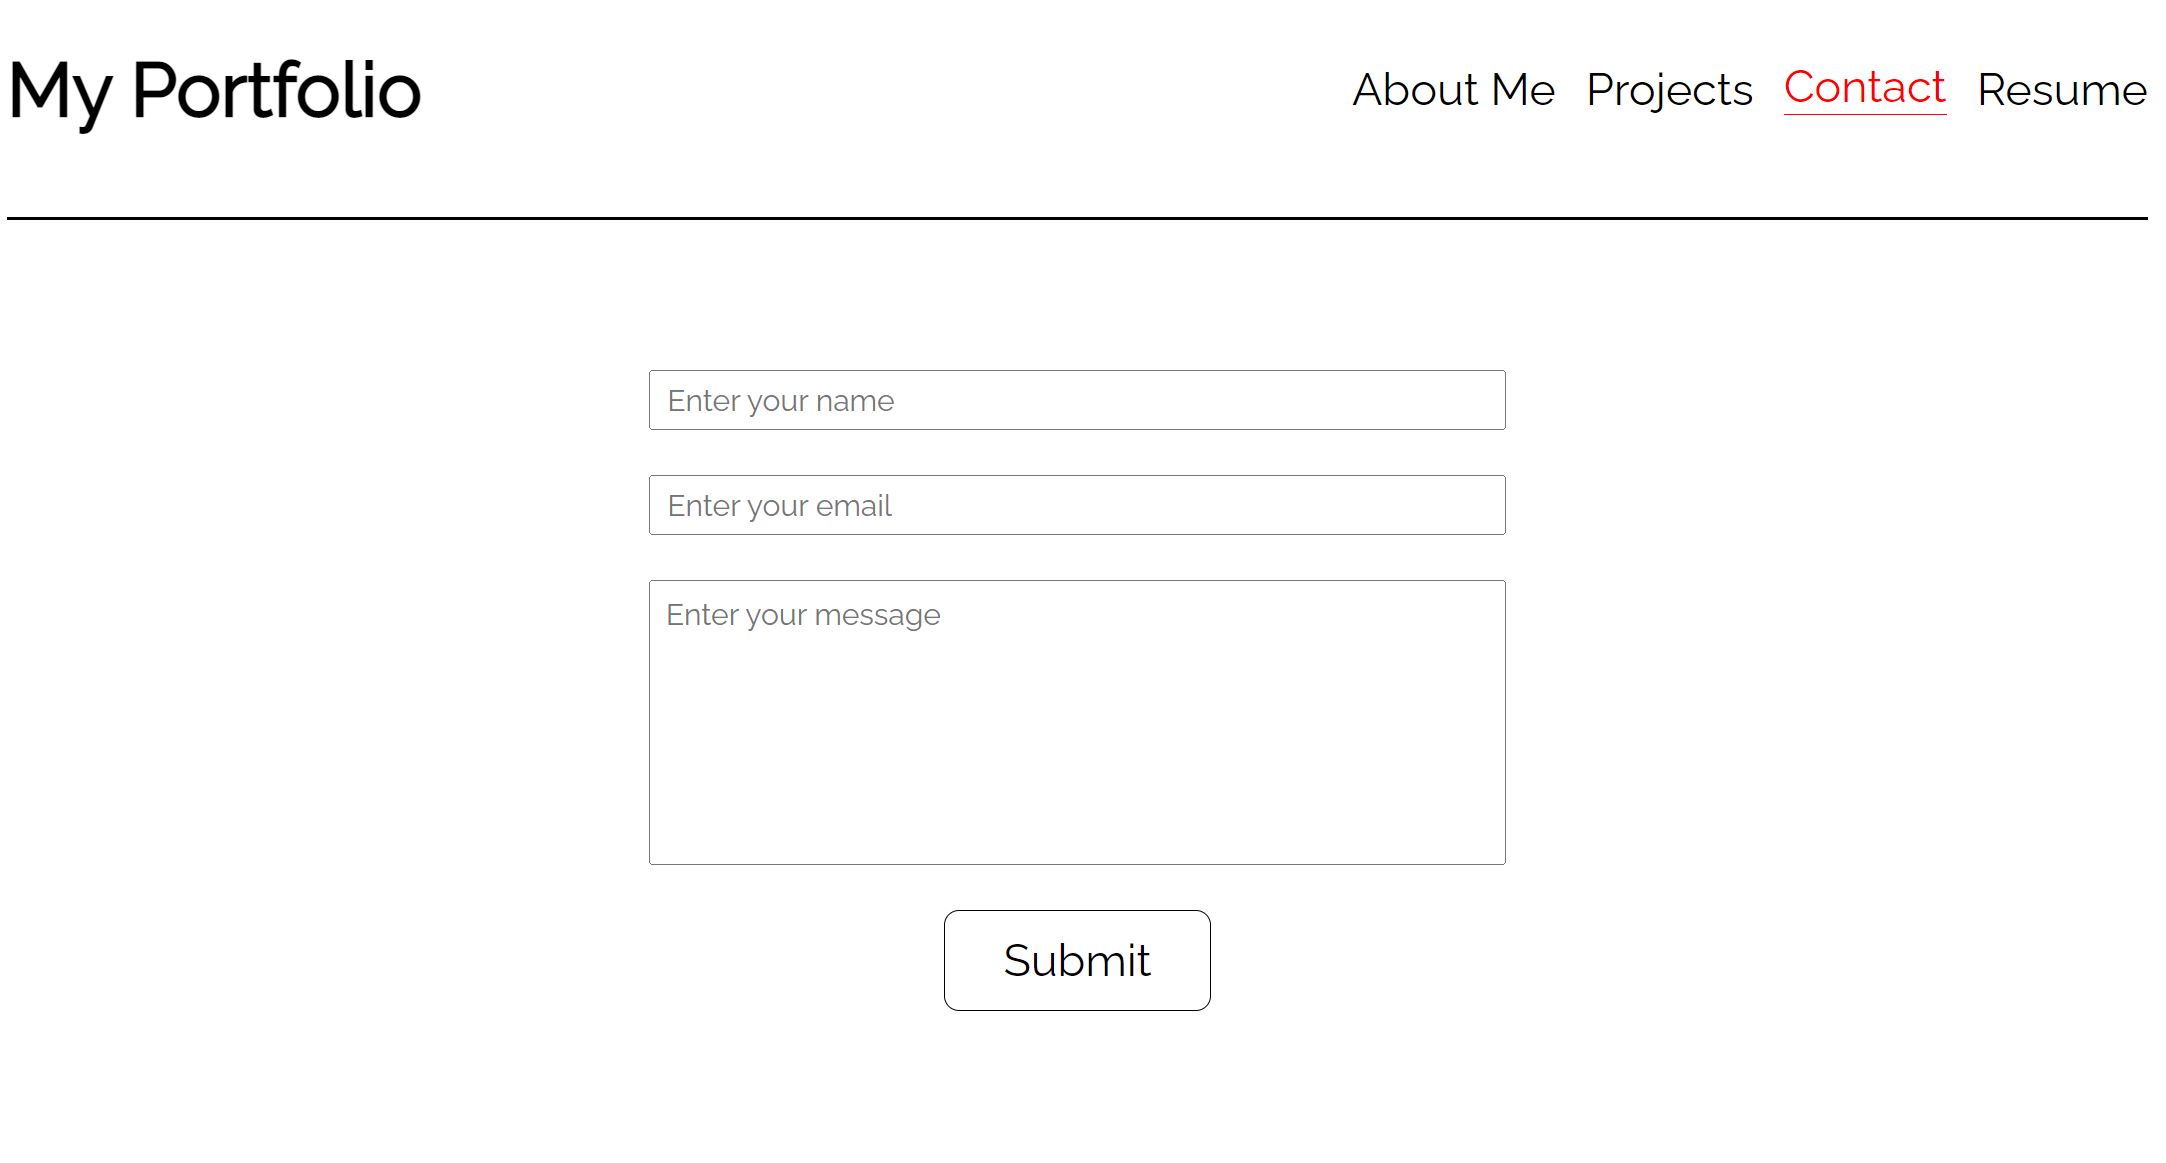 My Portfolio
About Me Projects Contact Resume
Enter your name
Enter your email
Enter your message
Submit